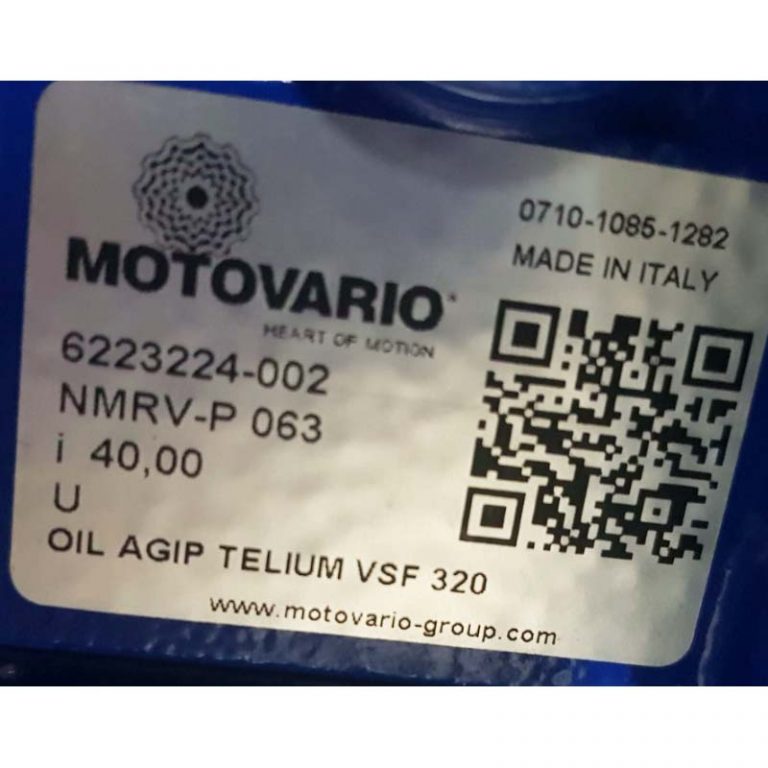 MOTOVARIO
HEART OF MOTION
0710-1085-1282
MADE IN ITALY
6223224-002
NMRV-P 063
i 40,00
U
OIL AGIP TELIUM VSF 320
www.motovario-group.com